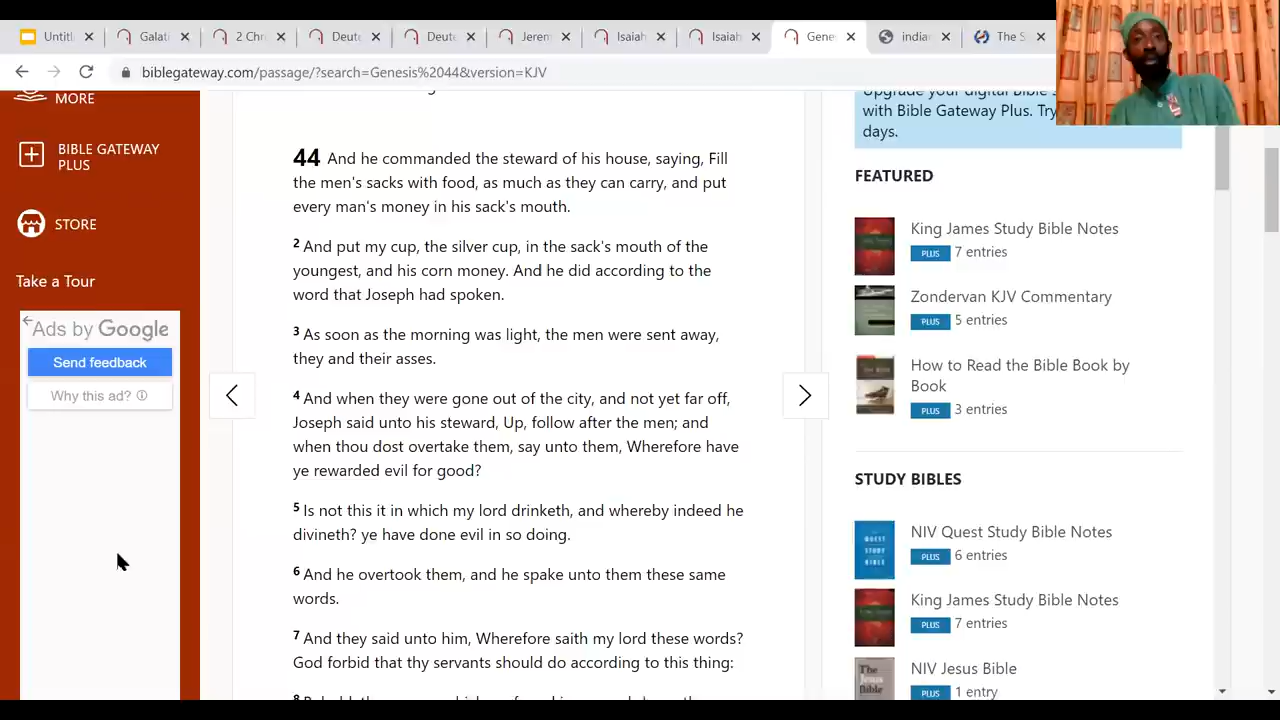 Untitl
Galati
2 Chr
Deute
Deute
Jerem
Isaiah
Isaiah
Gene
indian
The S
biblegateway.com/passage/?search=Genesis%2044&version=KJV
MORE
BIBLE GATEWAY
PLUS
STORE
Take a Tour
Ads by Google
Send feedback
Why this ad?
44 And he commanded the steward of his house, saying, Fill
the men's sacks with food, as much as they can carry, and put
every man's money in his sack's mouth.
2 And put my cup, the silver cup, in the sack's mouth of the
youngest, and his corn money. And he did according to the
word that Joseph had spoken.
3 As soon as the morning was light, the men were sent away,
they and their asses.
4 And when they were gone out of the city, and not yet far off,
Joseph said unto his steward, Up, follow after the men; and
when thou dost overtake them, say unto them, Wherefore have
ye rewarded evil for good?
5 Is not this it in which my lord drinketh, and whereby indeed he
divineth? ye have done evil in so doing.
6 And he overtook them, and he spake unto them these same
words.
7 And they said unto him, Wherefore saith my lord these words?
God forbid that thy servants should do according to this thing:
Upgrade your digital Bible
with Bible Gateway Plus. Try
days.
FEATURED
King James Study Bible Notes
PLUS 7 entries
Zondervan KJV Commentary
PLUS 5 entries
How to Read the Bible Book by
Book
PLUS 3 entries
STUDY BIBLES
NIV Quest Study Bible Notes
PLUS 6 entries
King James Study Bible Notes
PLUS 7 entries
NIV Jesus Bible
PLUS 1 entry